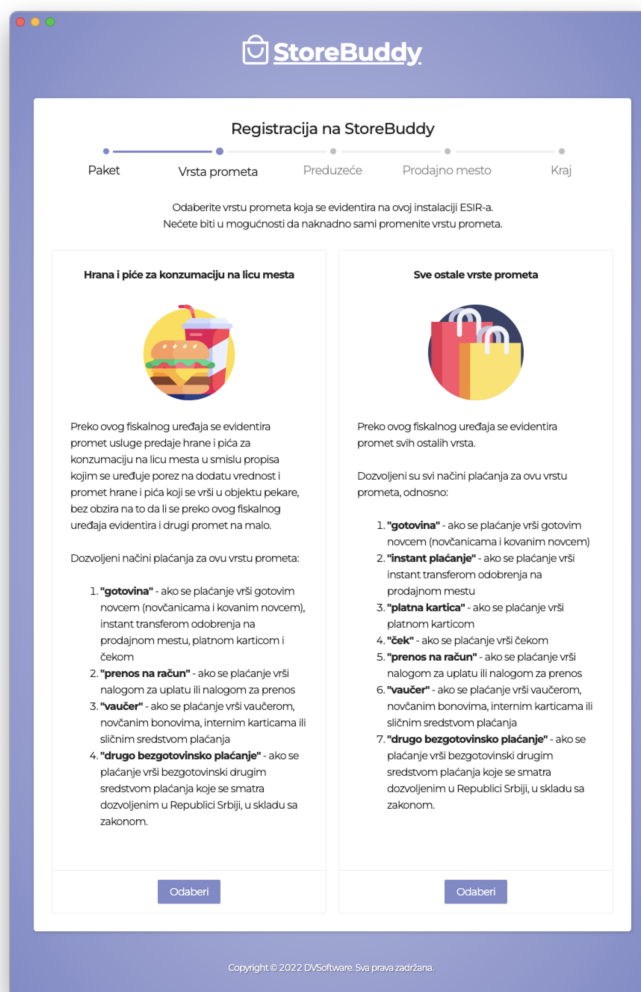 StoreBuddy
Registracija na StoreBuddy
Paket
Vrsta prometa
Preduzeće
Prodajno mesto
Kraj
Odaberite vrstu prometa koja se evidentira na ovoj instalaciji ESIR-a.
Nećete biti u mogućnosti da naknadno sami promenite vrstu prometa.
Hrana i piće za konzumaciju na licu mesta
Preko ovog fiskalnog uređaja se evidentira
promet usluge predaje hrane i pića za
konzumaciju na licu mesta u smislu propisa
kojim se uređuje porez na dodatu vrednost i
promet hrane i pića koji se vrši u objektu pekare,
bez obzira na to da li se preko ovog fiskalnog
uređaja evidentira i drugi promet na malo.
Dozvoljeni načini plaćanja za ovu vrstu prometa:
1. "gotovina" - ako se plaćanje vrši gotovim
novcem (novčanicama i kovanim novcem),
instant transferom odobrenja na
prodajnom mestu, platnom karticom i
čekom
2. "prenos na račun" - ako se plaćanje vrši
nalogom za uplatu ili nalogom za prenos
3. "vaučer" - ako se plaćanje vrši vaučerom,
novčanim bonovima, internim karticama ili
sličnim sredstvom plaćanja
4. "drugo bezgotovinsko plaćanje" - ako se
plaćanje vrši bezgotovinski drugim
sredstvom plaćanja koje se smatra
dozvoljenim u Republici Srbiji, u skladu sa
zakonom.
Odaberi
Sve ostale vrste prometa
Preko ovog fiskalnog uređaja se evidentira
promet svih ostalih vrsta.
Dozvoljeni su svi načini plaćanja za ovu vrstu
prometa, odnosno:
1. "gotovina" - ako se plaćanje vrši gotovim
novcem (novčanicama i kovanim novcem)
2. "instant plaćanje" - ako se plaćanje vrši
instant transferom odobrenja na
prodajnom mestu
3. "platna kartica" - ako se plaćanje vrši
platnom karticom
4. "ček" - ako se plaćanje vrši čekom
5. "prenos na račun" - ako se plaćanje vrši
nalogom za uplatu ili nalogom za prenos
6. "vaučer" - ako se plaćanje vrši vaučerom,
novčanim bonovima, internim karticama ili
sličnim sredstvom plaćanja
7. "drugo bezgotovinsko plaćanje" - ako se
plaćanje vrši bezgotovinski drugim
sredstvom plaćanja koje se smatra
dozvoljenim u Republici Srbiji, u skladu sa
zakonom.
Odaberi
Copyright © 2022 DVSoftware. Sva prava zadržana.